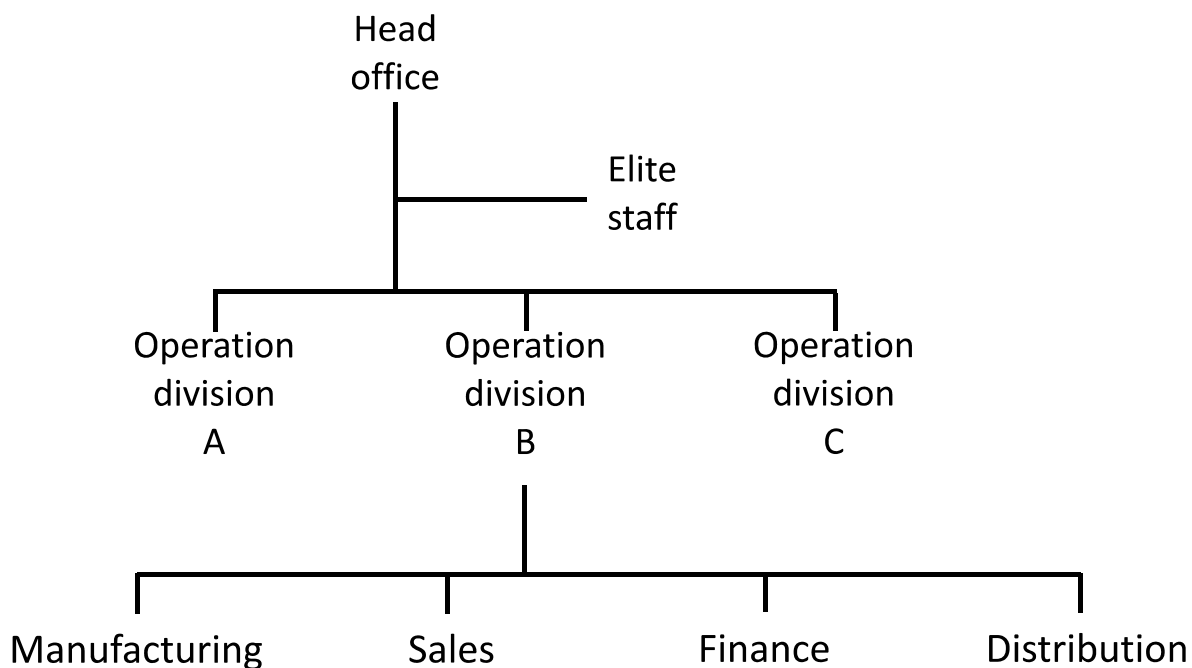 Head
office
Elite
staff
Operation
division
A
Operation
division
B
Operation
division
C
Manufacturing
Sales
Finance
Distribution